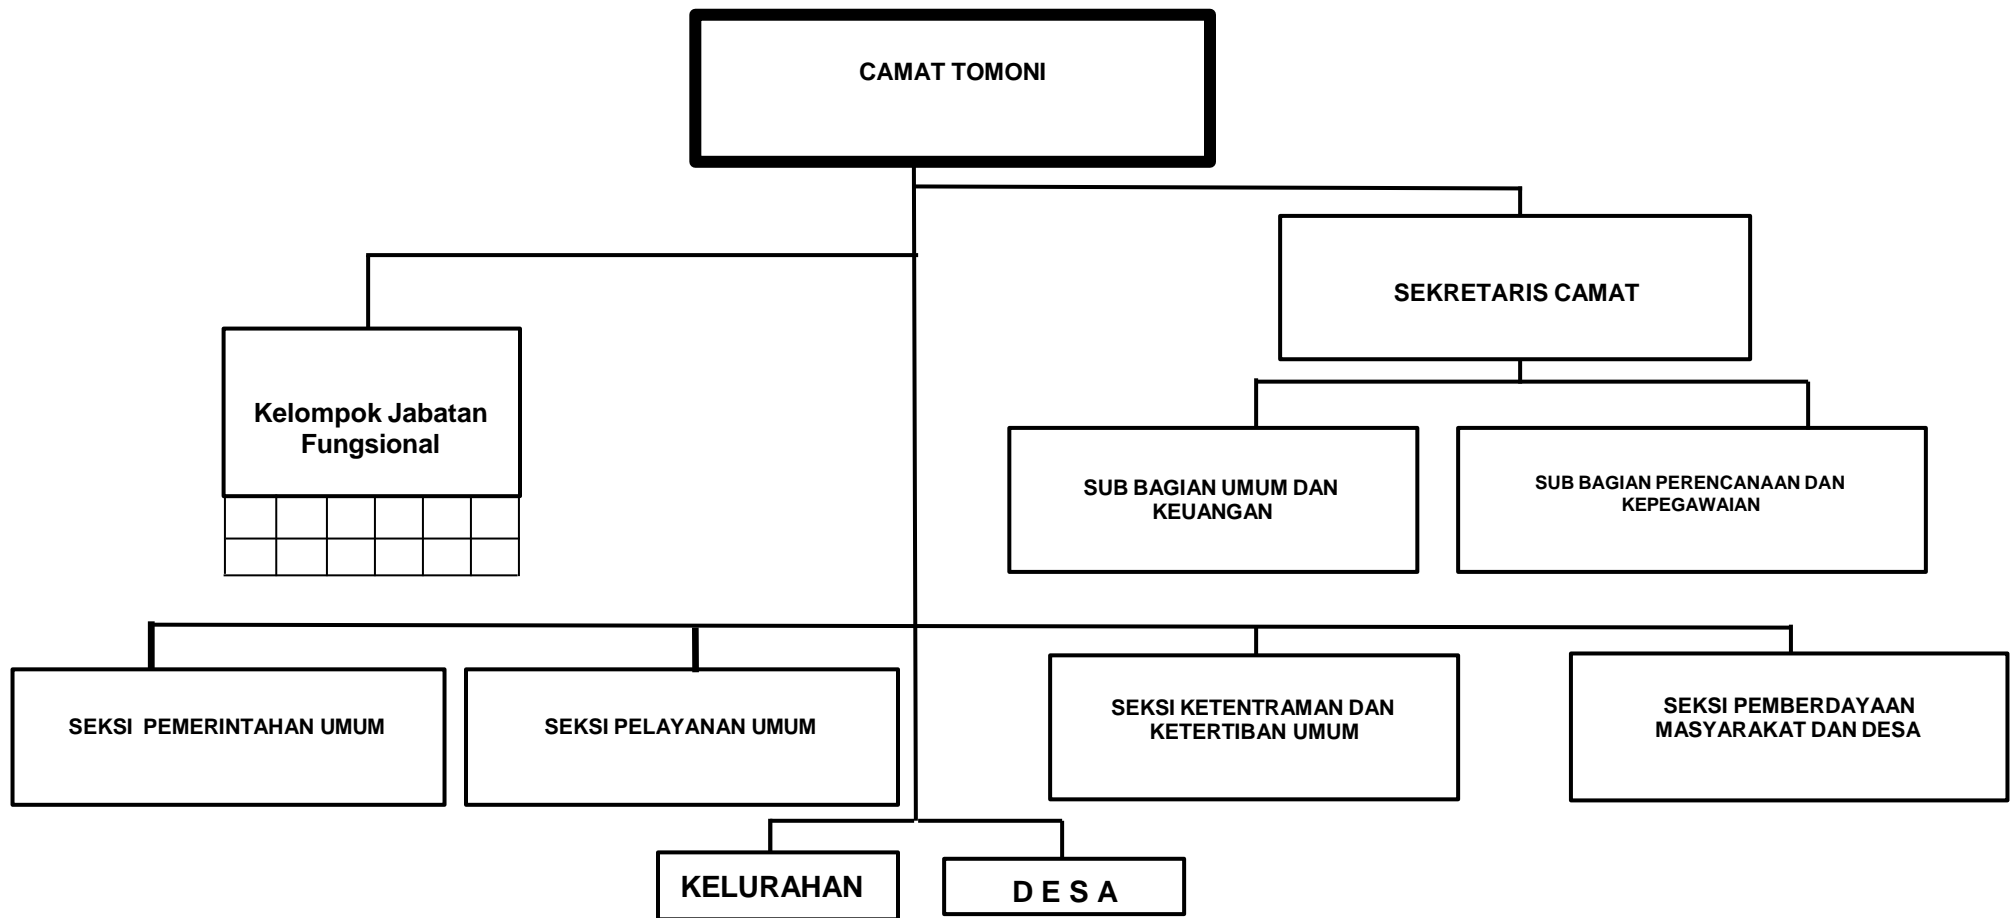 CAMAT TOMONI
SEKRETARIS CAMAT
Kelompok Jabatan
Fungsional
SUB BAGIAN UMUM DAN
KEUANGAN
SUB BAGIAN PERENCANAAN DAN
KEPEGAWAIAN
SEKSI PEMERINTAHAN UMUM
SEKSI PELAYANAN UMUM
SEKSI KETENTRAMAN DAN
KETERTIBAN UMUM
SEKSI PEMBERDAYAAN
MASYARAKAT DAN DESA
KELURAHAN
D E S A